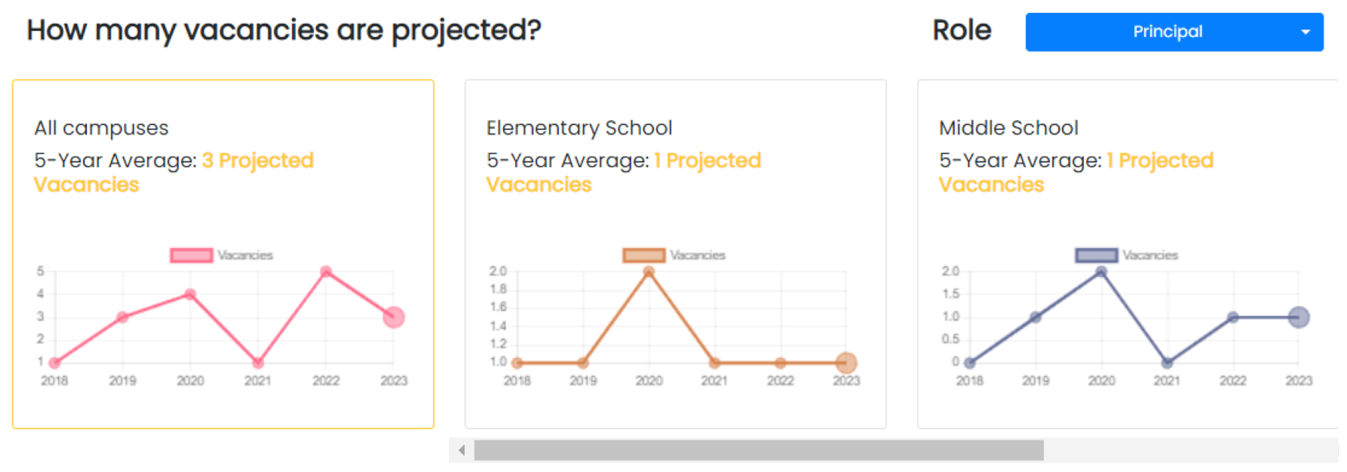 How many vacancies are projected?
Role
Principal
All campuses
5-Year Average: 3 Projected
Vacancies
Vacancies
5
4
3
2
1
2018 2019 2020 2021 2022 2023
Elementary School
5-Year Average: 1 Projected
Vacancies
Vacancies
2.0
1.8
1.6
1.4
1.2
1.0
2018 2019 2020 2021 2022 2023
Middle School
5-Year Average: 1 Projected
Vacancies
Vacancies
2.0
1.5
1.0
0.5
0
2018 2019 2020 2021 2022 2023